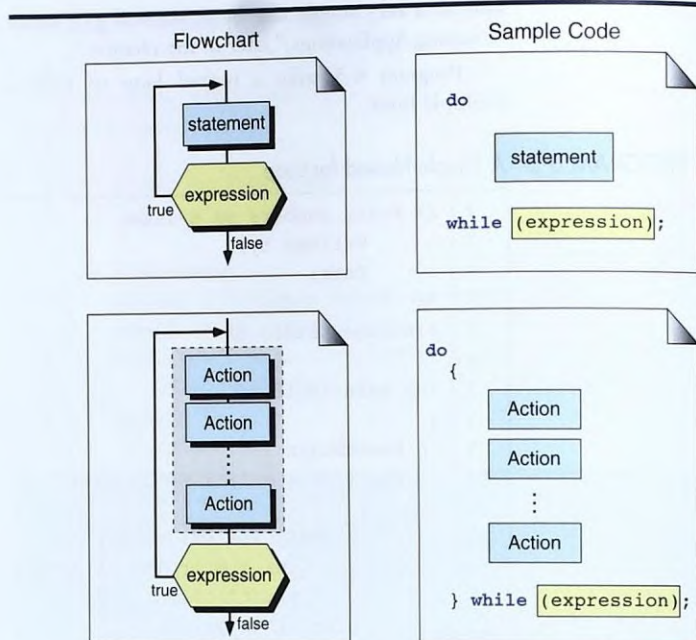 Flowchart
Sample Code
statement
expression
true
false
do
statement
while (expression);
Action
Action
Action
expression
true
false
do
{
Action
Action
Action
} while (expression);